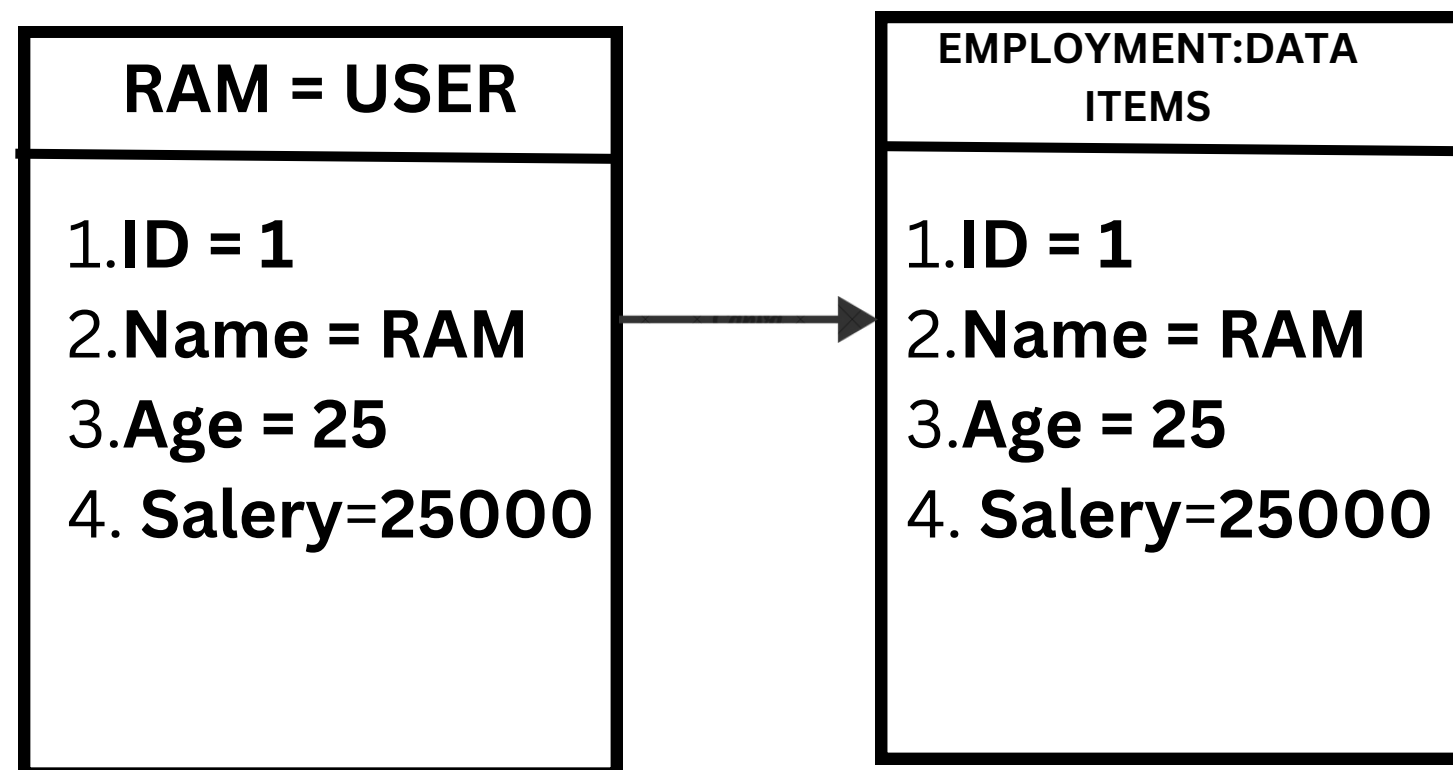 RAM = USER
1.ID = 1
2.Name = RAM
3.Age = 25
4. Salery=25000
EMPLOYMENT:DATA
ITEMS
1.ID = 1
2.Name = RAM
3.Age = 25
4. Salery=25000